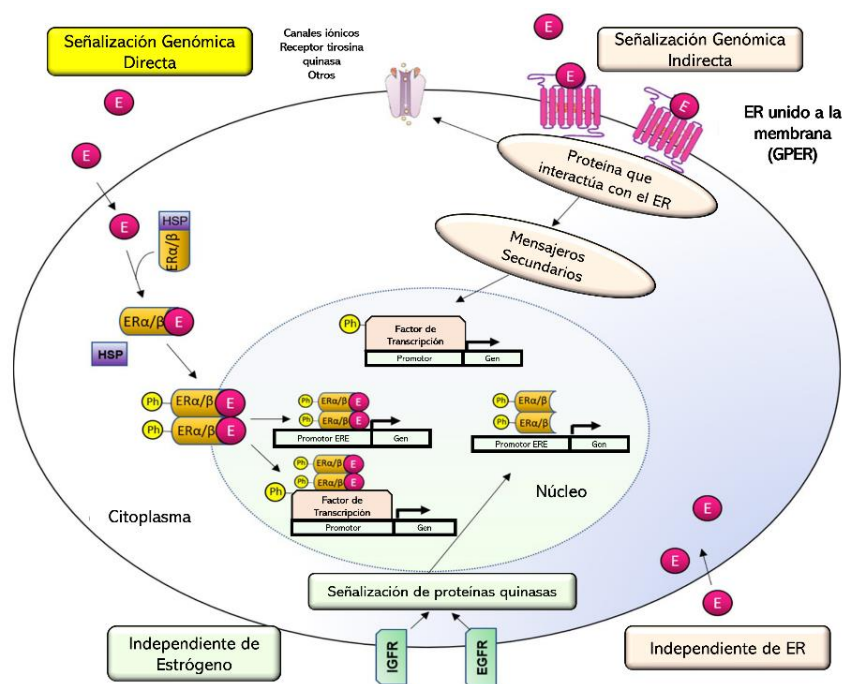 Señalización Genómica
Directa
Canales iónicos
Receptor tirosina
quinasa
Otros
E
Señalización Genómica
Indirecta
E
E
E
ER unido a la
membrana
(GPER)
E
Proteína que
interactúa con el ER
E
HSP
ERα/β
Mensajeros
Secundarios
ERα/β E
HSP
Ph
Factor de
Transcripción
Promotor Gen
Ph ERα/β E
Ph ERα/β E
Ph ERα/β E
Ph ERα/β E
Promotor ERE Gen
Ph ERα/β
Ph ERα/β
Promotor ERE Gen
Ph ERα/β E
Ph ERα/β E
Ph
Factor de
Transcripción
Promotor Gen
Núcleo
Citoplasma
E
E
E
Señalización de proteínas quinasas
Independiente de
Estrógeno
IGFR
EGFR
Independiente de ER